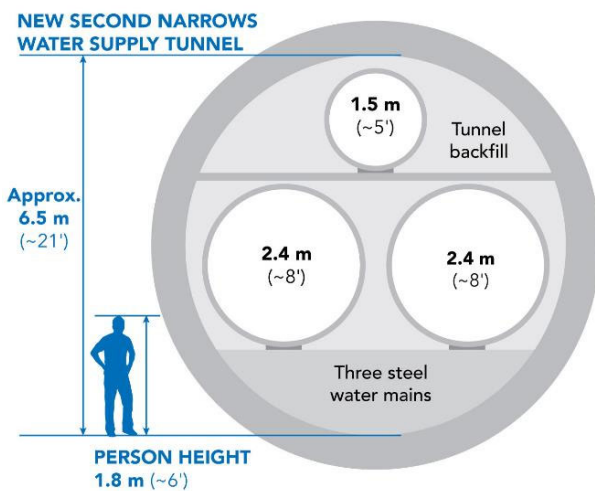 NEW SECOND NARROWS
WATER SUPPLY TUNNEL
1.5 m
(~5')
Tunnel
backfill
Approx.
6.5 m
(~21')
2.4 m
(~8')
2.4 m
(~8')
Three steel
water mains
PERSON HEIGHT
1.8 m (~6')